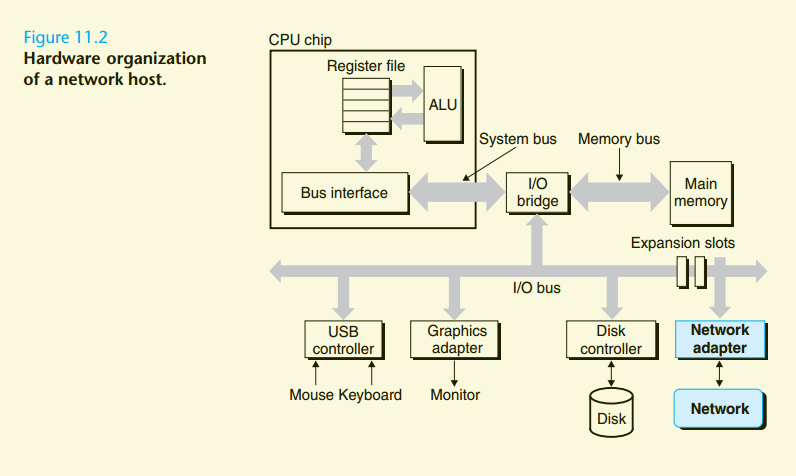 Figure 11.2
Hardware organization
of a network host.
CPU chip
Register file
ALU
System bus
Memory bus
Bus interface
I/O
bridge
Main
memory
Expansion slots
I/O bus
USB
controller
Graphics
adapter
Disk
controller
Network
adapter
Mouse Keyboard
Monitor
Disk
Network